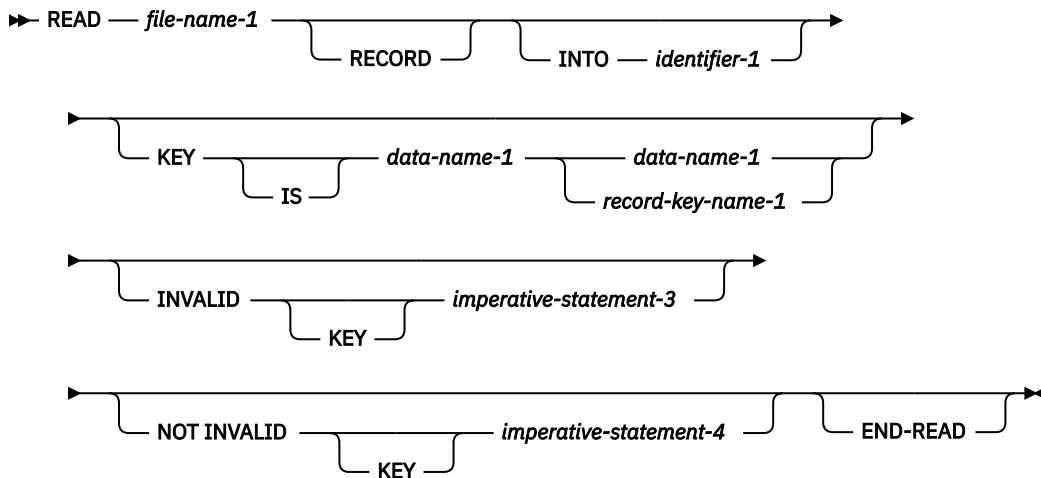 READ file-name-1
RECORD INTO identifier-1
KEY data-name-1 data-name-1
IS record-key-name-1
INVALID imperative-statement-3
KEY
NOT INVALID imperative-statement-4 END-READ
KEY